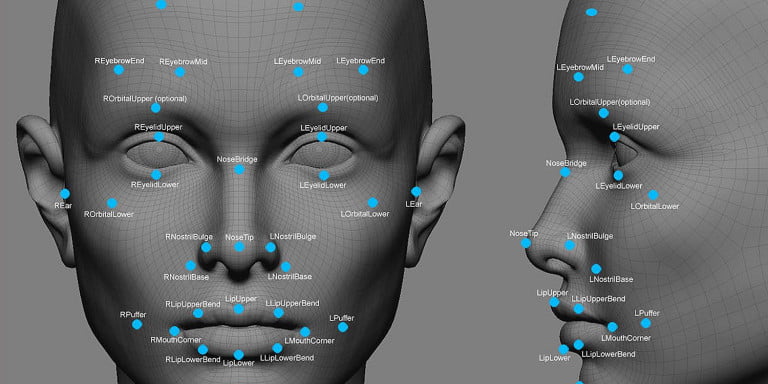 REyebrowEnd
REyebrowMid
LEyebrowMid
LEyebrowEnd
ROrbitalUpper (optional)
LOrbitalUpper(optional)
REyelidUpper
LEyelidUpper
NoseBridge
REyelidLower
LEyelidLower
REar
ROrbitalLower
LOrbitalLower
LEar
RNostrilBulge
NoseTip
LNostrilBulge
RNostrilBase
LNostrilBase
RLipUpperBend
LipUpper
LLipUpperBend
RPuffer
LPuffer
RMouthCorner
LMouthCorner
RLipLowerBend
LipLower
LLipLowerBend
LEyebrowEnd
LEyebrowMid
LOrbitalUpper(optional)
LEyelidUpper
NoseBridge
LEyelidLower
LOrbitalLower
NoseTip
LNostrilBulge
LNostrilBase
LipUpper
LLipUpperBend
LPuffer
LMouthCorner
LipLower
LLipLowerBend